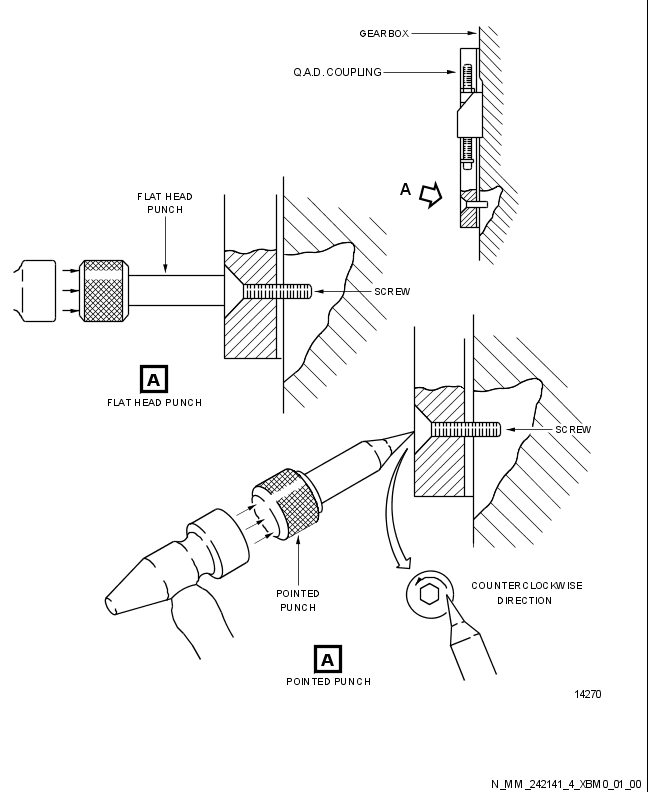 GEARBOX
Q.A.D. COUPLING
A
FLAT HEAD
PUNCH
SCREW
A
FLAT HEAD PUNCH
SCREW
POINTED
PUNCH
COUNTERCLOCKWISE
DIRECTION
A
POINTED PUNCH
14270
N_MM_242141_4_XBM0_01_00